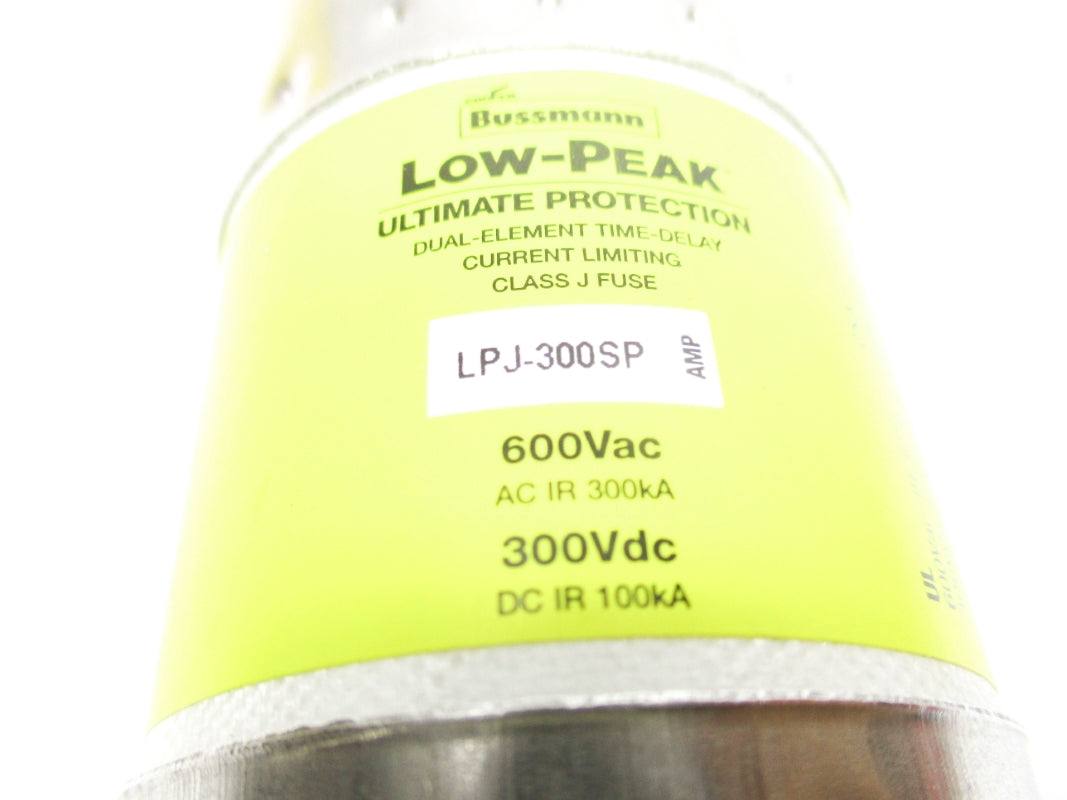 Bussmann
LOW-PEAK
ULTIMATE PROTECTION
DUAL-ELEMENT TIME-DELAY
CURRENT LIMITING
CLASS J FUSE
LPJ-300SP AMP
600Vac
AC IR 300kA
300Vdc
DC IR 100kA
UL